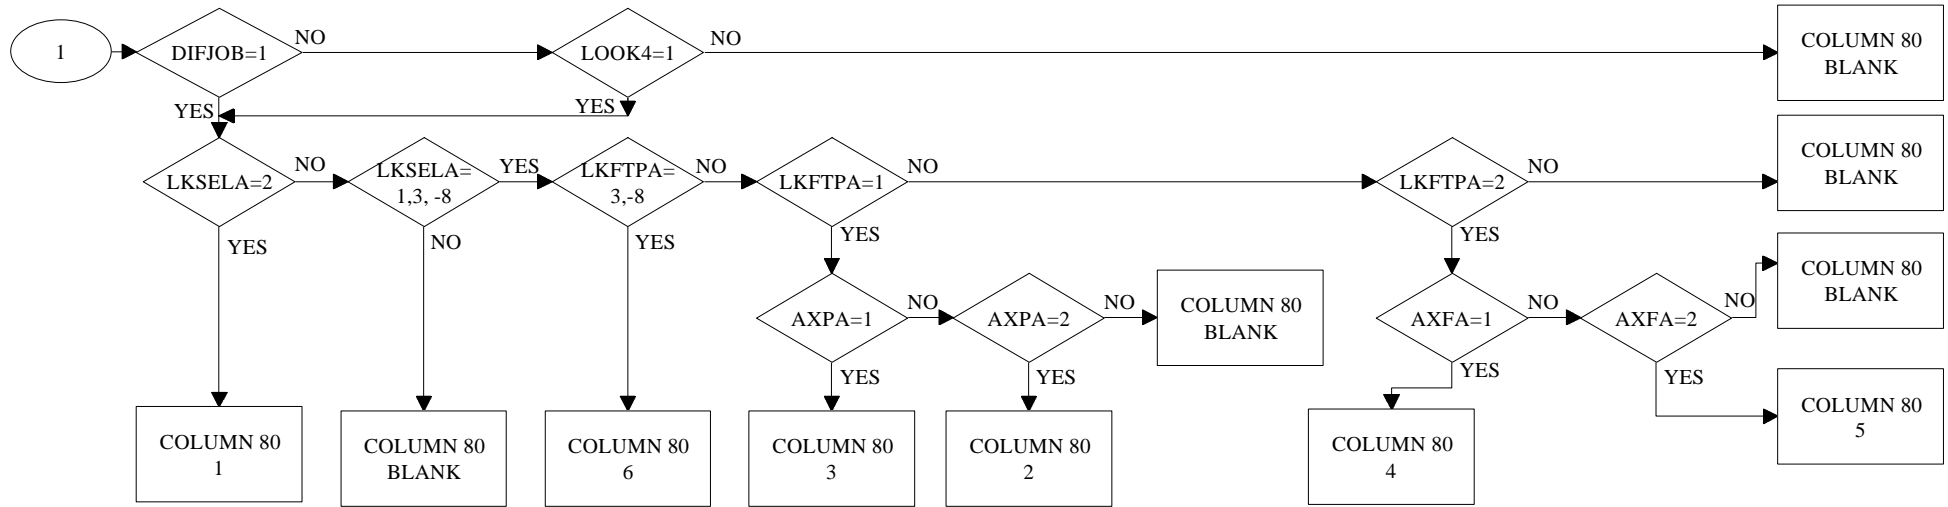 1
DIFJOB=1
NO
LOOK4=1
NO
COLUMN 80
BLANK
YES
YES
LKSELA=2
NO
LKSELA=
1,3, -8
YES
LKFTPA=
3,-8
NO
LKFTPA=1
NO
LKFTPA=2
NO
COLUMN 80
BLANK
YES
NO
YES
YES
YES
AXPA=1
NO
AXPA=2
NO
COLUMN 80
BLANK
AXFA=1
NO
AXFA=2
NO
COLUMN 80
BLANK
YES
YES
YES
YES
COLUMN 80
1
COLUMN 80
BLANK
COLUMN 80
6
COLUMN 80
3
COLUMN 80
2
COLUMN 80
4
COLUMN 80
5